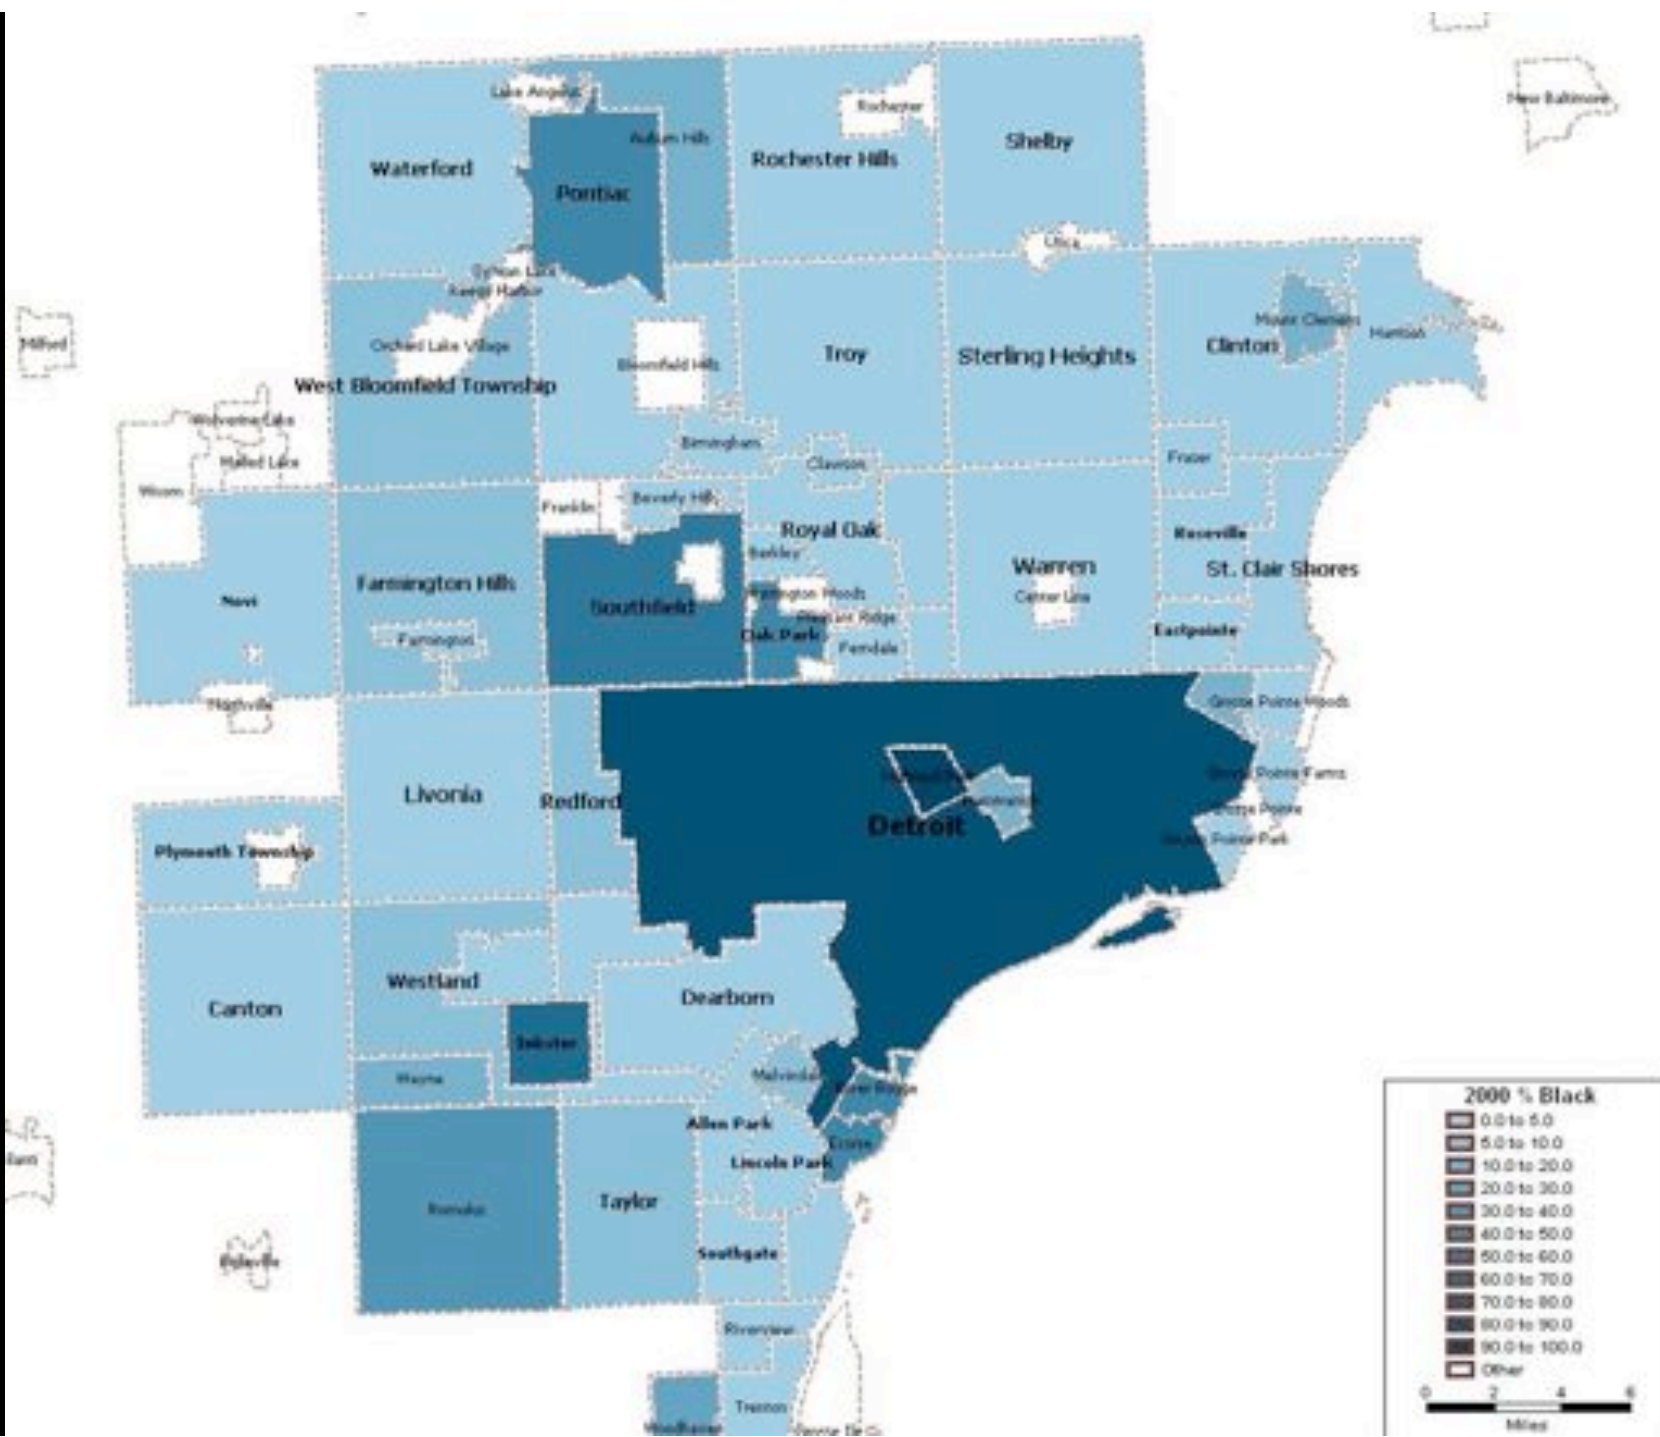 New Baltimore
Lake Angelus
Rochester
Auburn Hills
Shelby
Rochester Hills
Waterford
Pontiac
Utica
Orchard Lake Village
Mount Clemens
Clinton
Milford
Troy
Sterling Heights
Bloomfield Hills
West Bloomfield Township
Wolverine Lake
Birmingham
Walled Lake
Clawson
Fraser
Wixom
Beverly Hills
Franklin
Royal Oak
Roseville
Berkley
Warren
St. Clair Shores
Farmington Hills
Novi
Southfield
Huntington Woods
Center Line
Pleasant Ridge
Oak Park
Eastpointe
Farmington
Ferndale
Northville
Grosse Pointe Woods
Grosse Pointe Farms
Livonia
Redford
Grosse Pointe
Detroit
Grosse Pointe Park
Plymouth Township
Westland
Dearborn
Canton
Inkster
Wayne
Melvindale
River Rouge
Allen Park
Ecorse
Lincoln Park
Romulus
Taylor
Southgate
Belleville
Riverview
Trenton
Woodhaven
2000 % Black
0.0 to 5.0
5.0 to 10.0
10.0 to 20.0
20.0 to 30.0
30.0 to 40.0
40.0 to 50.0
50.0 to 60.0
60.0 to 70.0
70.0 to 80.0
80.0 to 90.0
90.0 to 100.0
Other
0 2 4 6
Miles